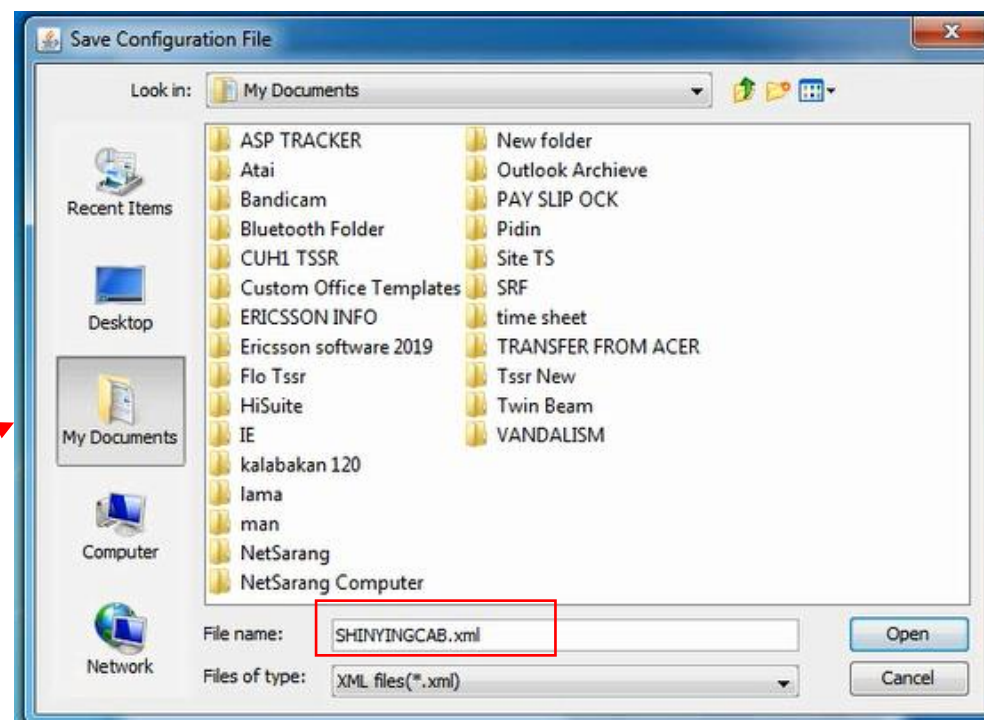 Save Configuration File
Look in:
My Documents
Recent Items
Desktop
My Documents
Computer
Network
ASP TRACKER
Atai
Bandicam
Bluetooth Folder
CUH1 TSSR
Custom Office Templates
ERICSSON INFO
Ericsson software 2019
Flo Tssr
HiSuite
IE
kalabakan 120
lama
man
NetSarang
NetSarang Computer
New folder
Outlook Archieve
PAY SLIP OCK
Pidin
Site TS
SRF
time sheet
TRANSFER FROM ACER
Tssr New
Twin Beam
VANDALISM
File name:
SHINYINGCAB.xml
Open
Files of type:
XML files(*.xml)
Cancel